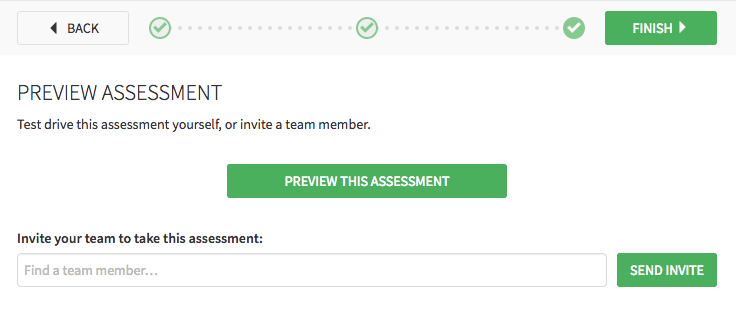 BACK
FINISH
PREVIEW ASSESSMENT
Test drive this assessment yourself, or invite a team member.
PREVIEW THIS ASSESSMENT
Invite your team to take this assessment:
Find a team member...
SEND INVITE